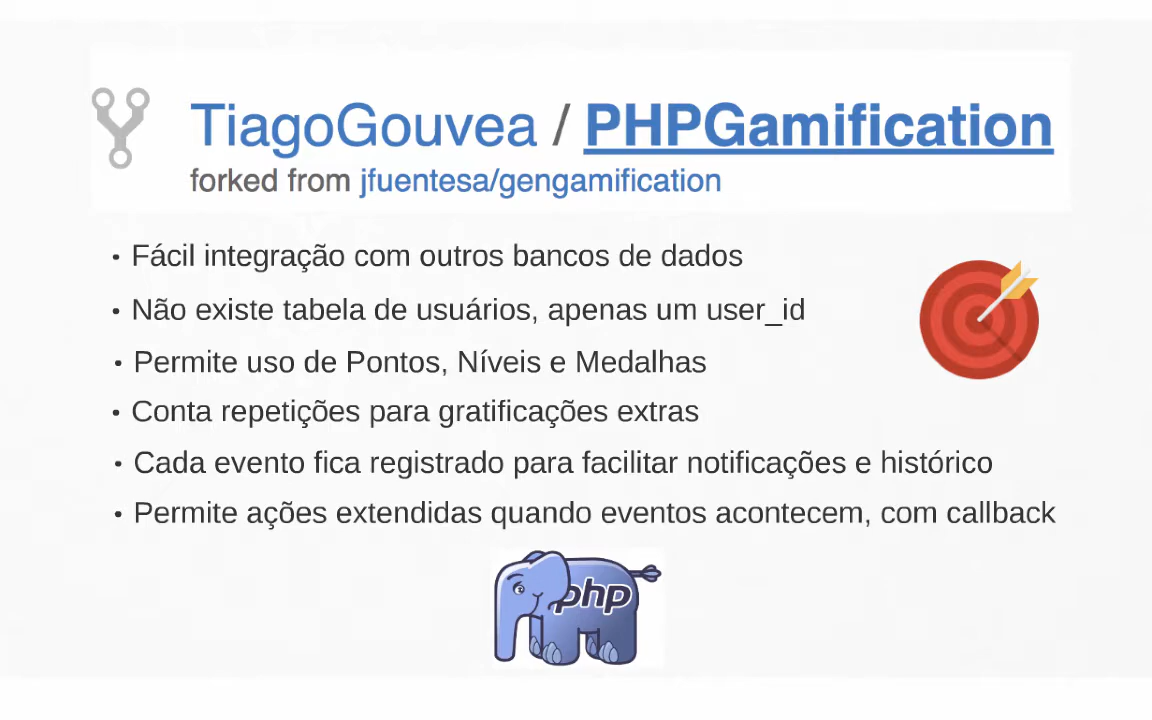 TiagoGouvea / PHPGamification
forked from jfuentesa/gengamification
• Fácil integração com outros bancos de dados
• Não existe tabela de usuários, apenas um user_id
• Permite uso de Pontos, Níveis e Medalhas
• Conta repetições para gratificações extras
• Cada evento fica registrado para facilitar notificações e histórico
• Permite ações extendidas quando eventos acontecem, com callback
php